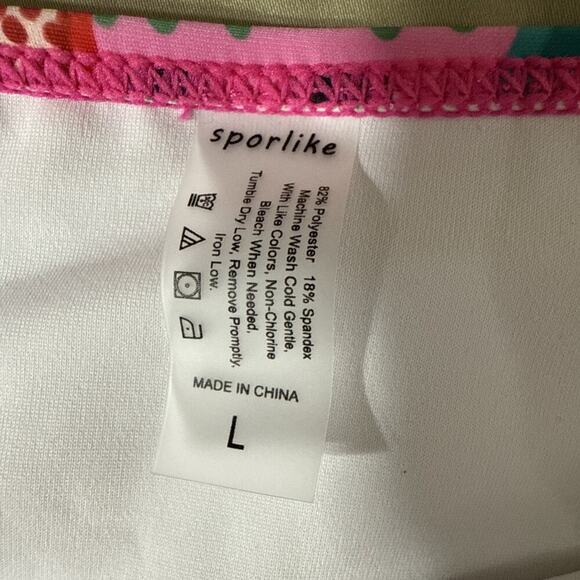 sporlike
82% Polyester 18% Spandex
Machine Wash Cold Gentle,
With Like Colors, Non-Chlorine
Bleach When Needed,
Tumble Dry Low, Remove Promptly,
Iron Low.
MADE IN CHINA
L